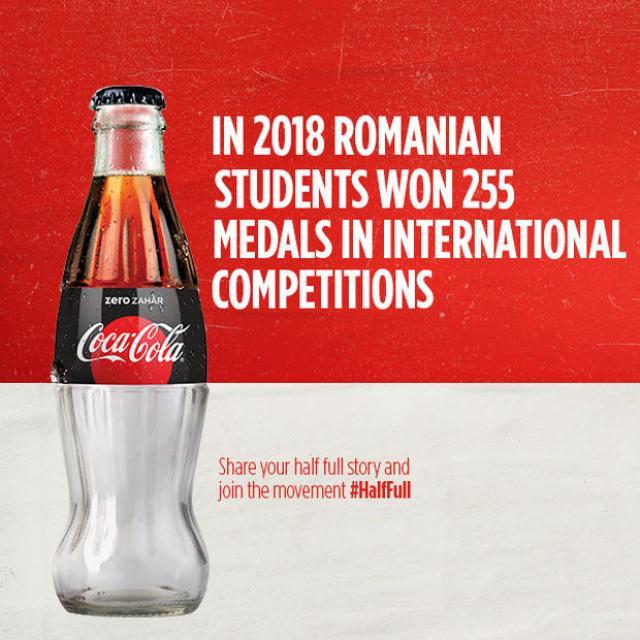 IN 2018 ROMANIAN
STUDENTS WON 255
MEDALS IN INTERNATIONAL
COMPETITIONS
zero ZAHĂR
Coca-Cola
Share your half full story and
join the movement #HalfFull